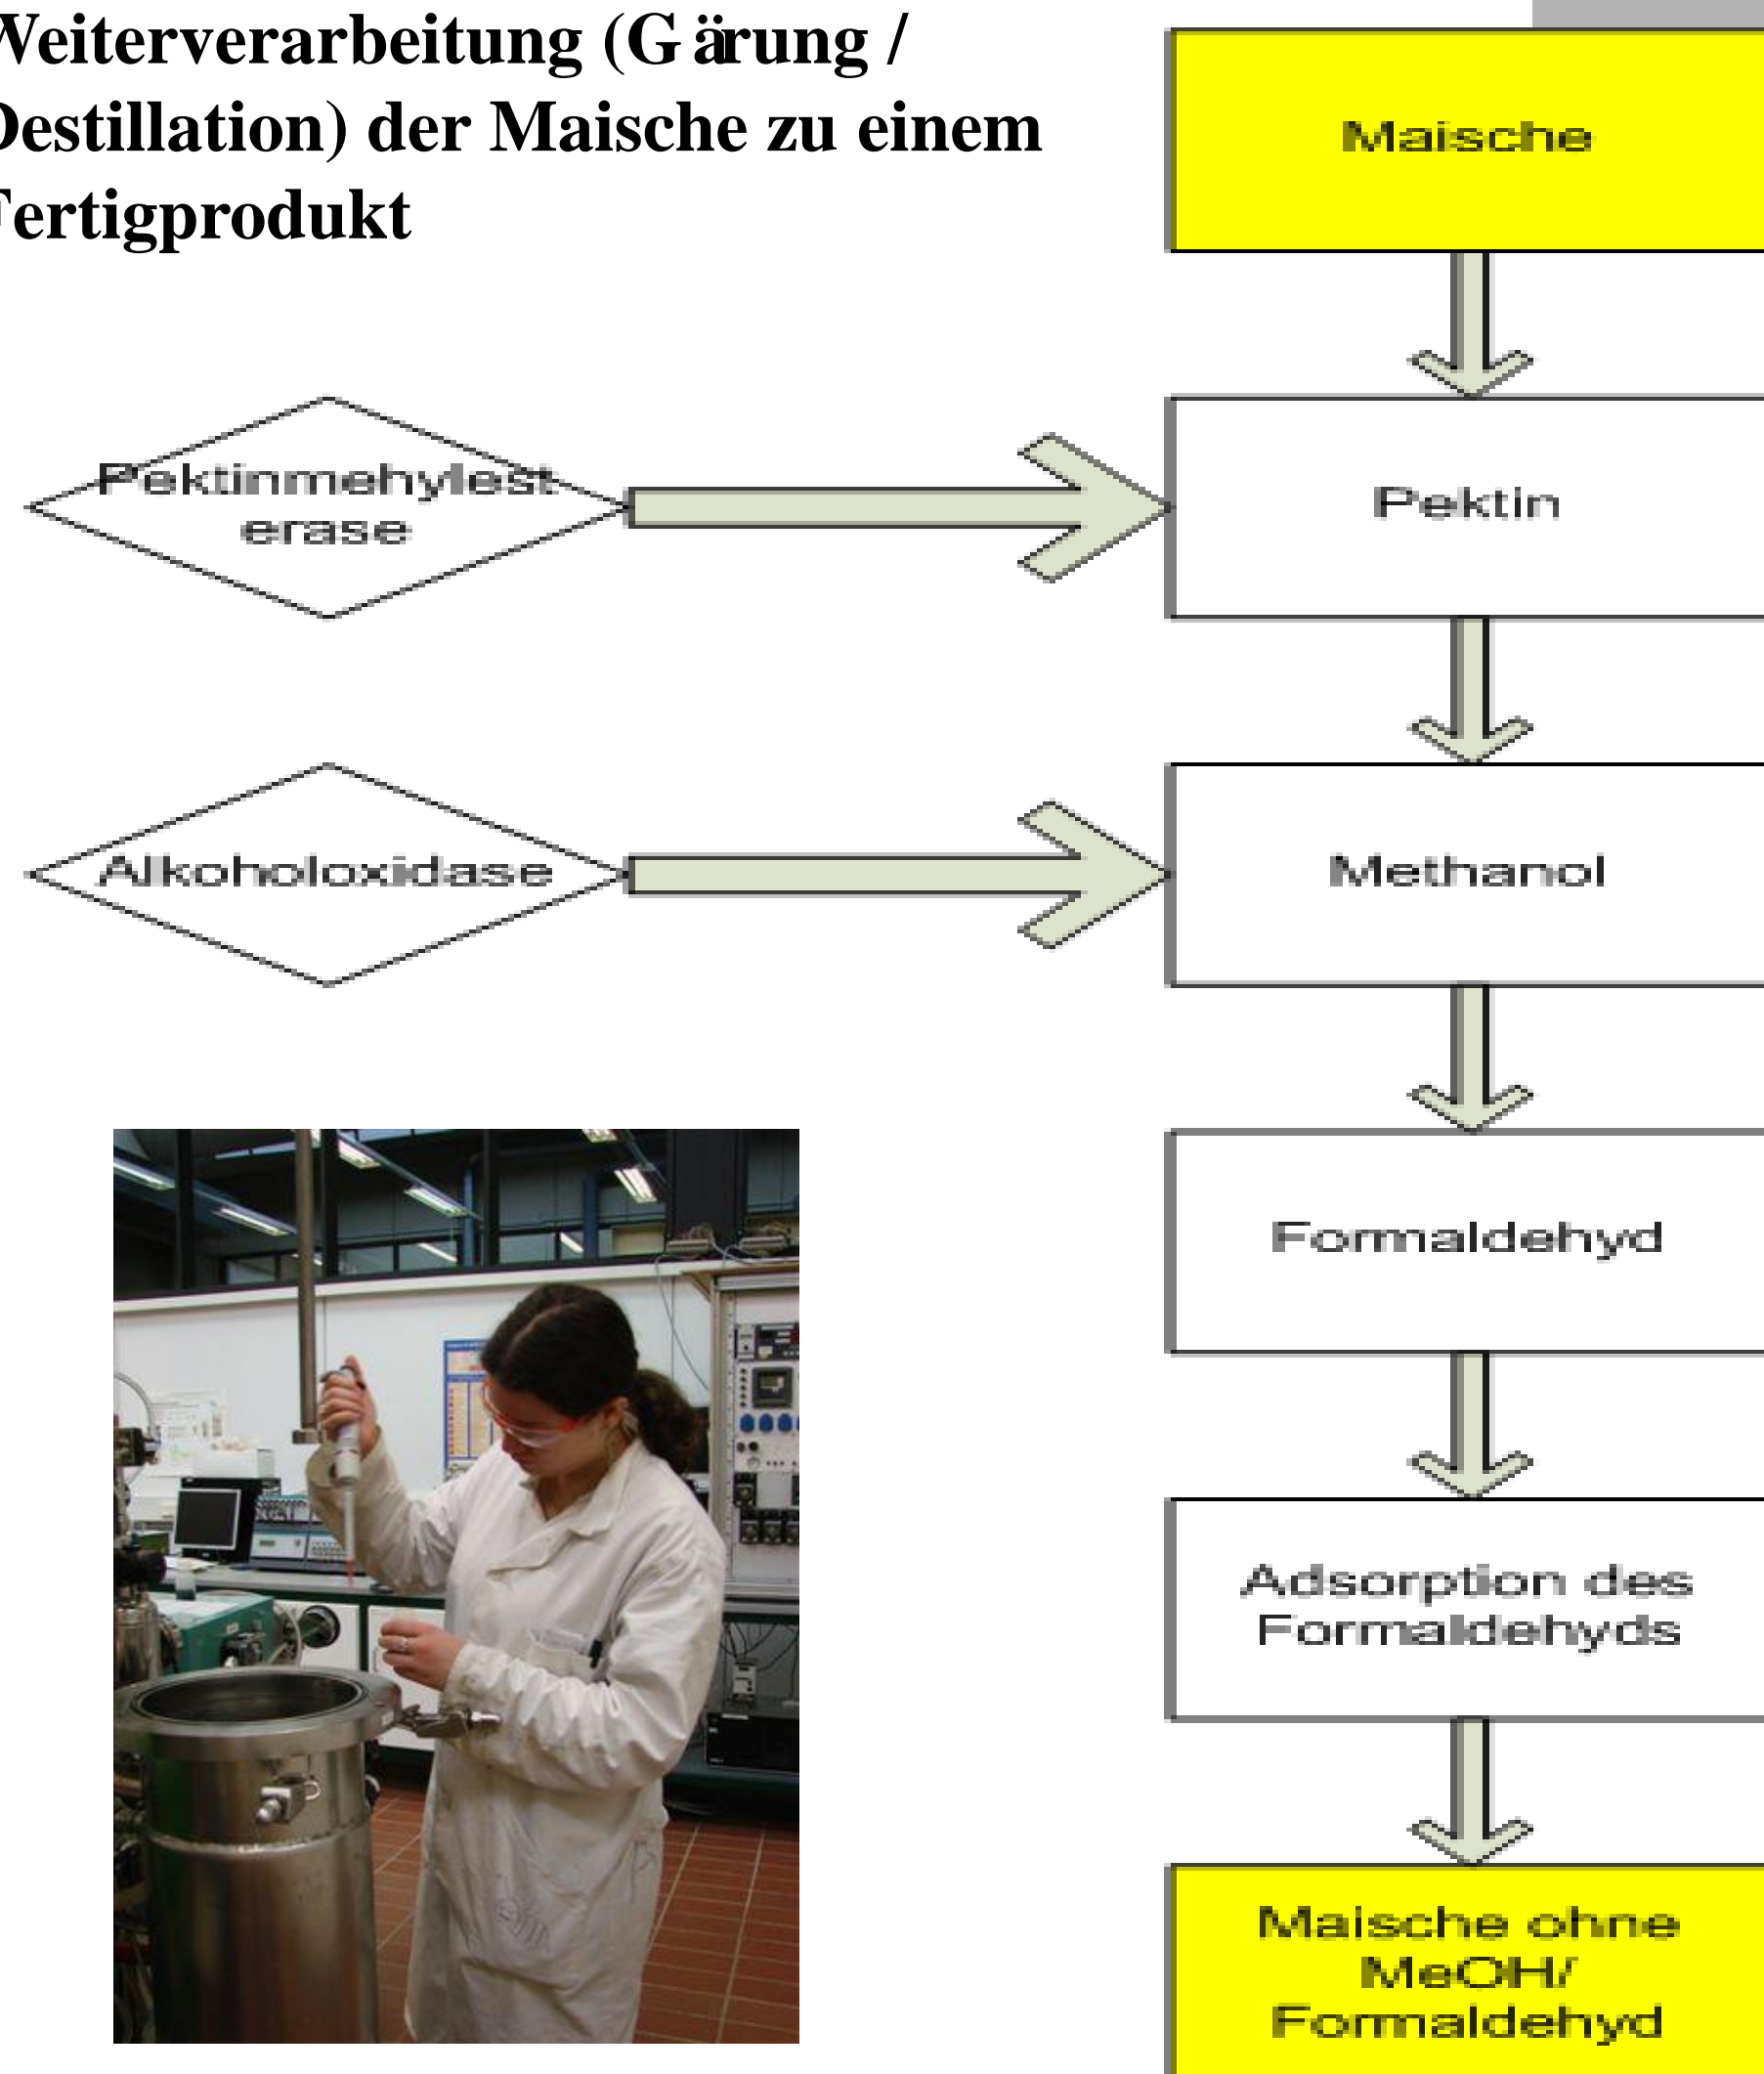 Weiterverarbeitung (Gärung /
Destillation) der Maische zu einem
Fertigprodukt
Maische
Pektinmehylest
erase
Pektin
Alkoholoxidase
Methanol
Formaldehyd
Adsorption des
Formaldehyds
Maische ohne
MeOH/
Formaldehyd